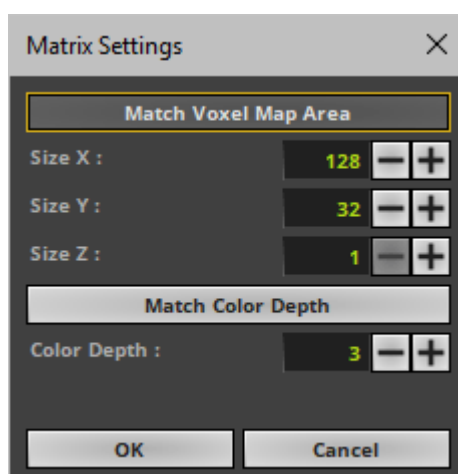 Matrix Settings
Match Voxel Map Area
Size X : 128
Size Y : 32
Size Z : 1
Match Color Depth
Color Depth : 3
OK Cancel